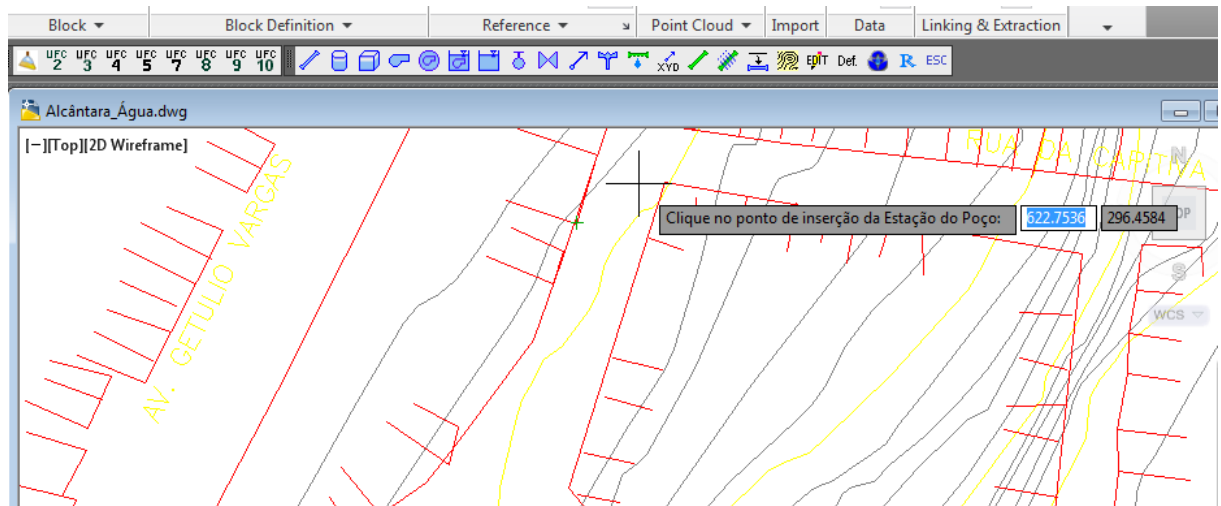 Block Block Definition Reference Point Cloud Import Data Linking & Extraction
UFC 2 UFC 3 UFC 4 UFC 5 UFC 7 UFC 8 UFC 9 UFC 10 XYD EDIT Def. R ESC
Alcântara_Água.dwg
[−][Top][2D Wireframe]
RUA DA CAPITIVA
N
Clique no ponto de inserção da Estação do Poço: 622.7536 296.4584
AV. GETULIO VARGAS
S
WCS